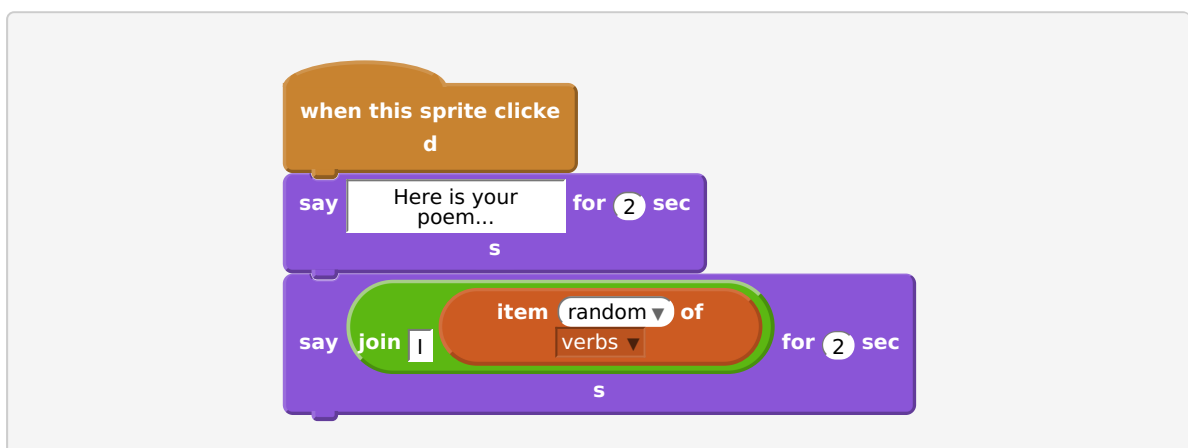 when this sprite clicke
d
say Here is your
poem... for 2 sec
s
item random ▼ of
say join I verbs ▼ for 2 sec
s